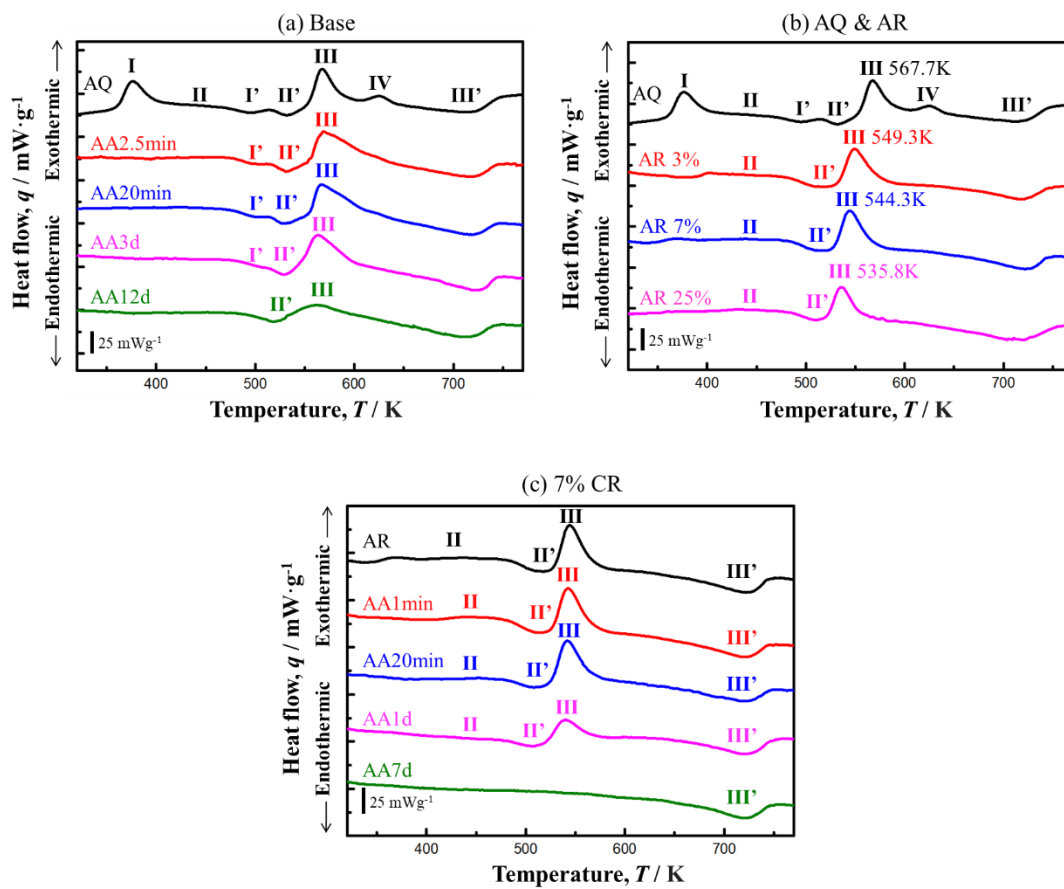 (a) Base
Heat flow, q / mW·g⁻¹
← Endothermic Exothermic →
I II I’ II’ III IV III’
AQ
III
AA2.5min
I’ II’
III
AA20min
I’ II’
III
AA3d
I’ II’
III
AA12d
II’
25 mWg⁻¹
400 500 600 700
Temperature, T / K
(b) AQ & AR
Heat flow, q / mW·g⁻¹
← Endothermic Exothermic →
III 567.7K
I II I’ II’ IV III’
AQ
III 549.3K
AR 3% II II’
III 544.3K
AR 7% II II’
III 535.8K
AR 25% II II’
25 mWg⁻¹
400 500 600 700
Temperature, T / K
(c) 7% CR
Heat flow, q / mW·g⁻¹
← Endothermic Exothermic →
III
AR II II’ III’
III
AA1min II II’ III’
III
AA20min II II’ III’
III
AA1d II II’ III’
AA7d III’
25 mWg⁻¹
400 500 600 700
Temperature, T / K